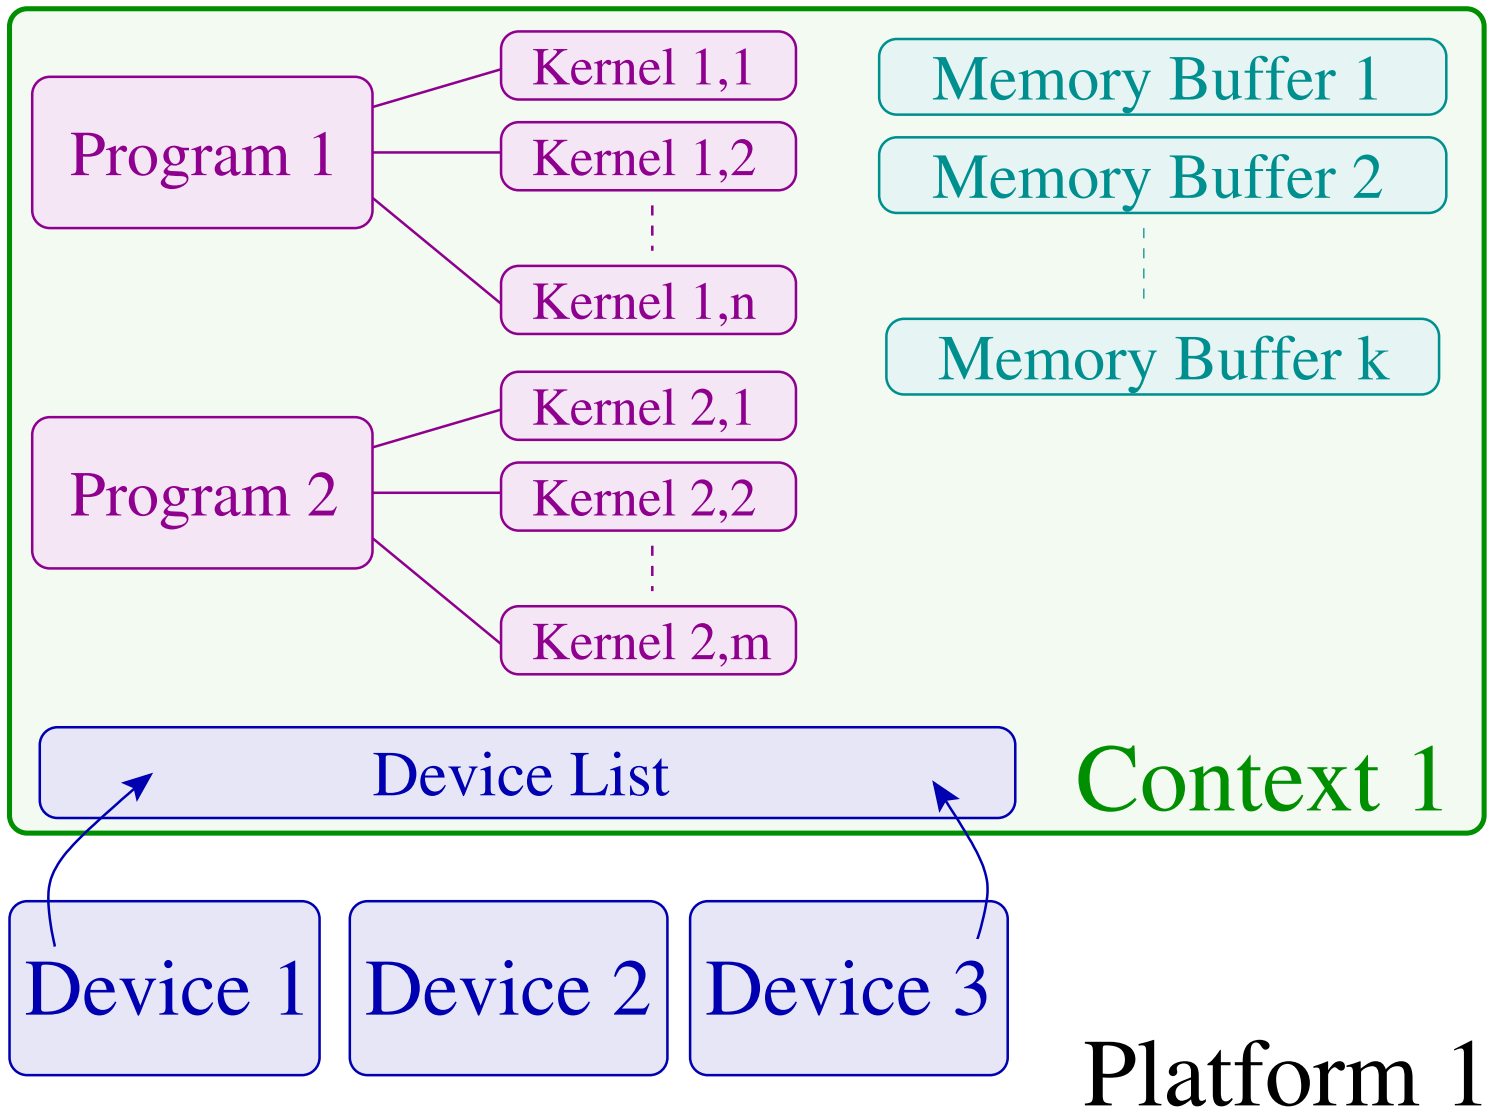 Program 1
Kernel 1,1
Kernel 1,2
Kernel 1,n
Program 2
Kernel 2,1
Kernel 2,2
Kernel 2,m
Memory Buffer 1
Memory Buffer 2
Memory Buffer k
Device List
Context 1
Device 1
Device 2
Device 3
Platform 1